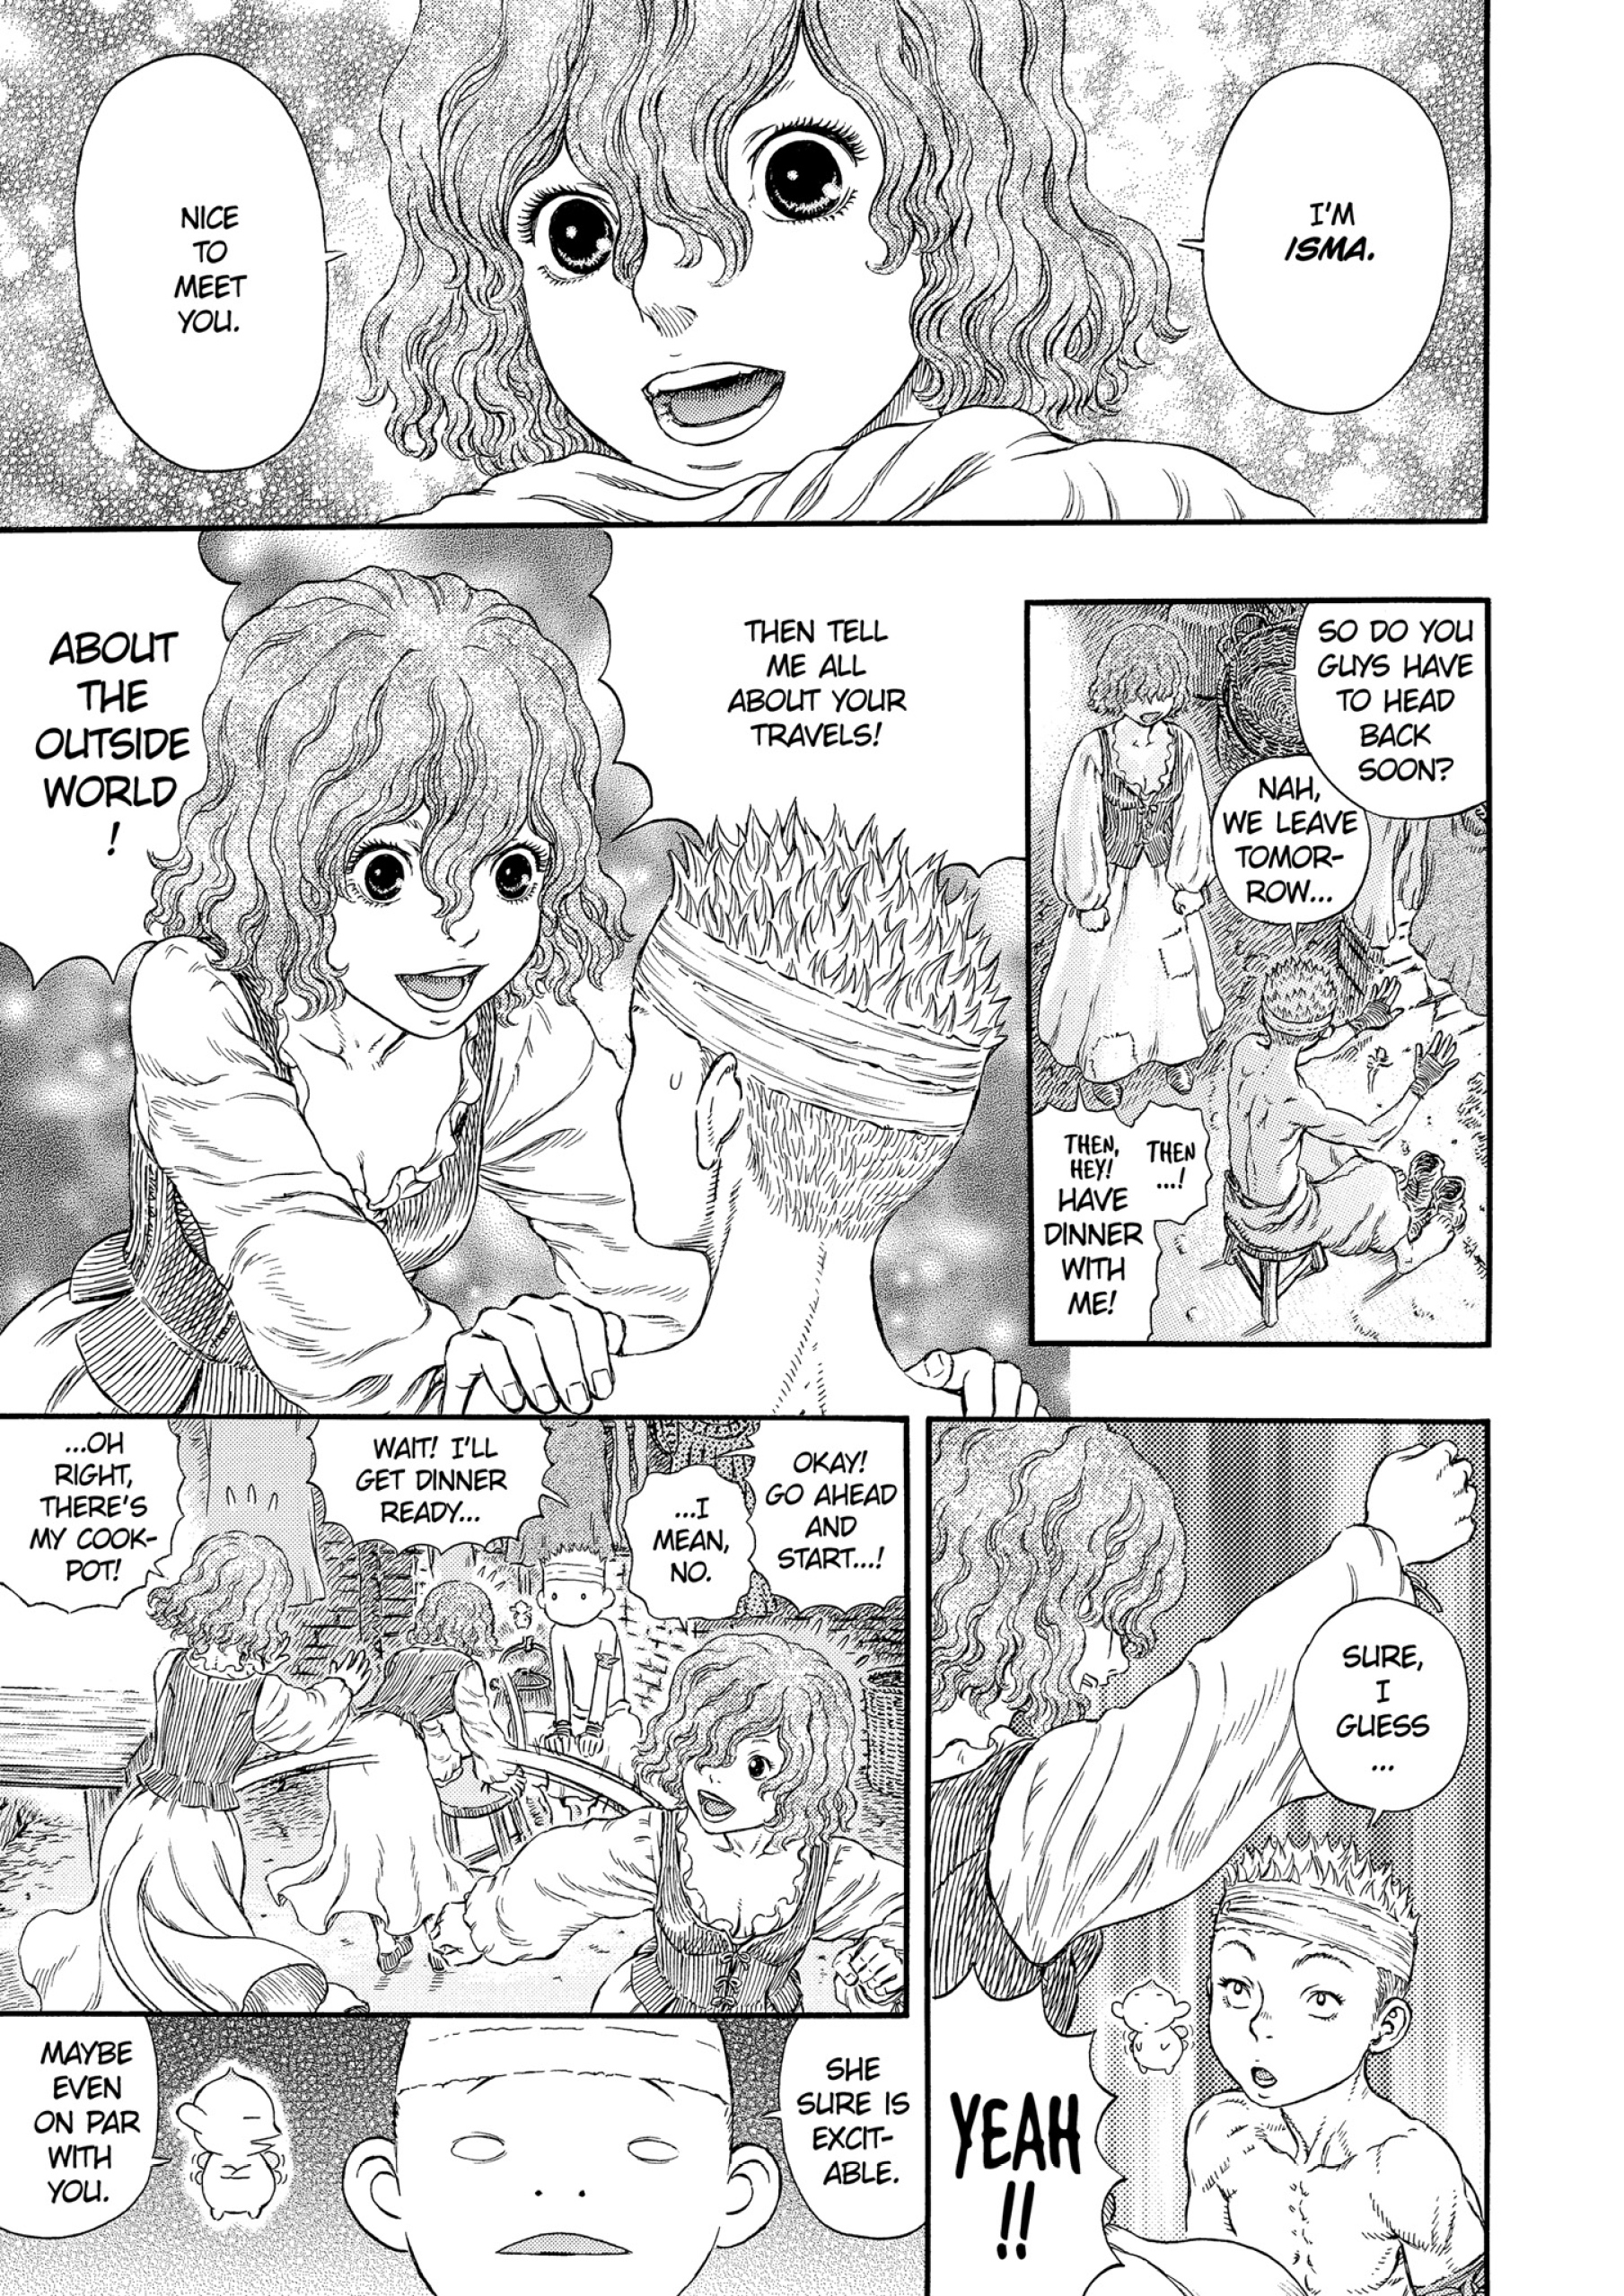 I'M
ISMA.
NICE
TO
MEET
YOU.
SO DO YOU
GUYS HAVE
TO HEAD
BACK
SOON?
NAH,
WE LEAVE
TOMOR-
ROW...
THEN
...!
THEN,
HEY!
HAVE
DINNER
WITH
ME!
THEN TELL
ME ALL
ABOUT YOUR
TRAVELS!
ABOUT
THE
OUTSIDE
WORLD
!
SURE,
I
GUESS
...
YEAH
!!
OKAY!
GO AHEAD
AND
START...!
...I
MEAN,
NO.
WAIT! I'LL
GET DINNER
READY...
...OH
RIGHT,
THERE'S
MY COOK-
POT!
SHE
SURE IS
EXCIT-
ABLE.
MAYBE
EVEN
ON PAR
WITH
YOU.